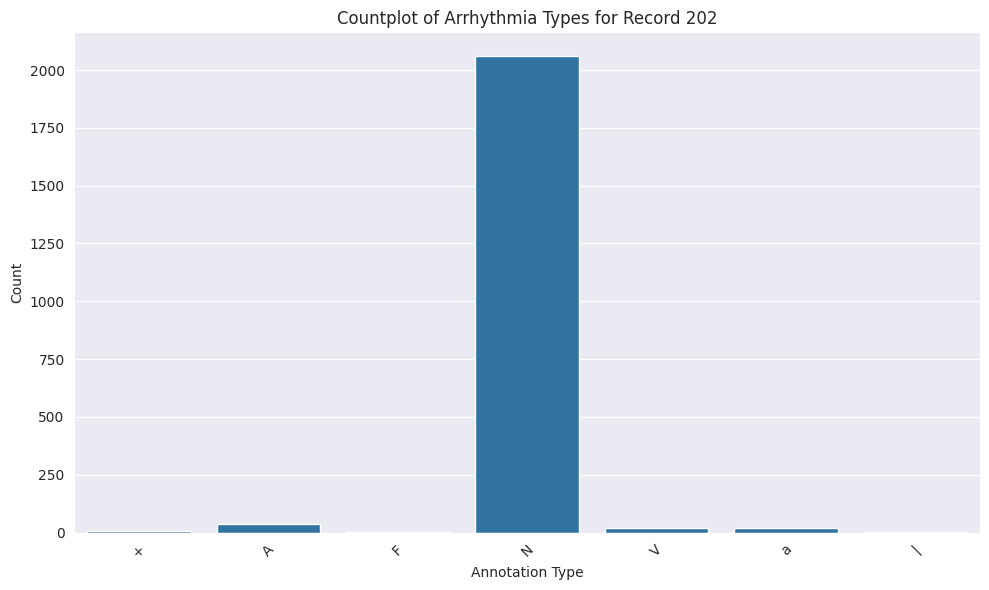 Countplot of Arrhythmia Types for Record 202
2000
1750
1500
1250
1000
750
500
250
0
Count
+
A
F
N
V
a
|
Annotation Type